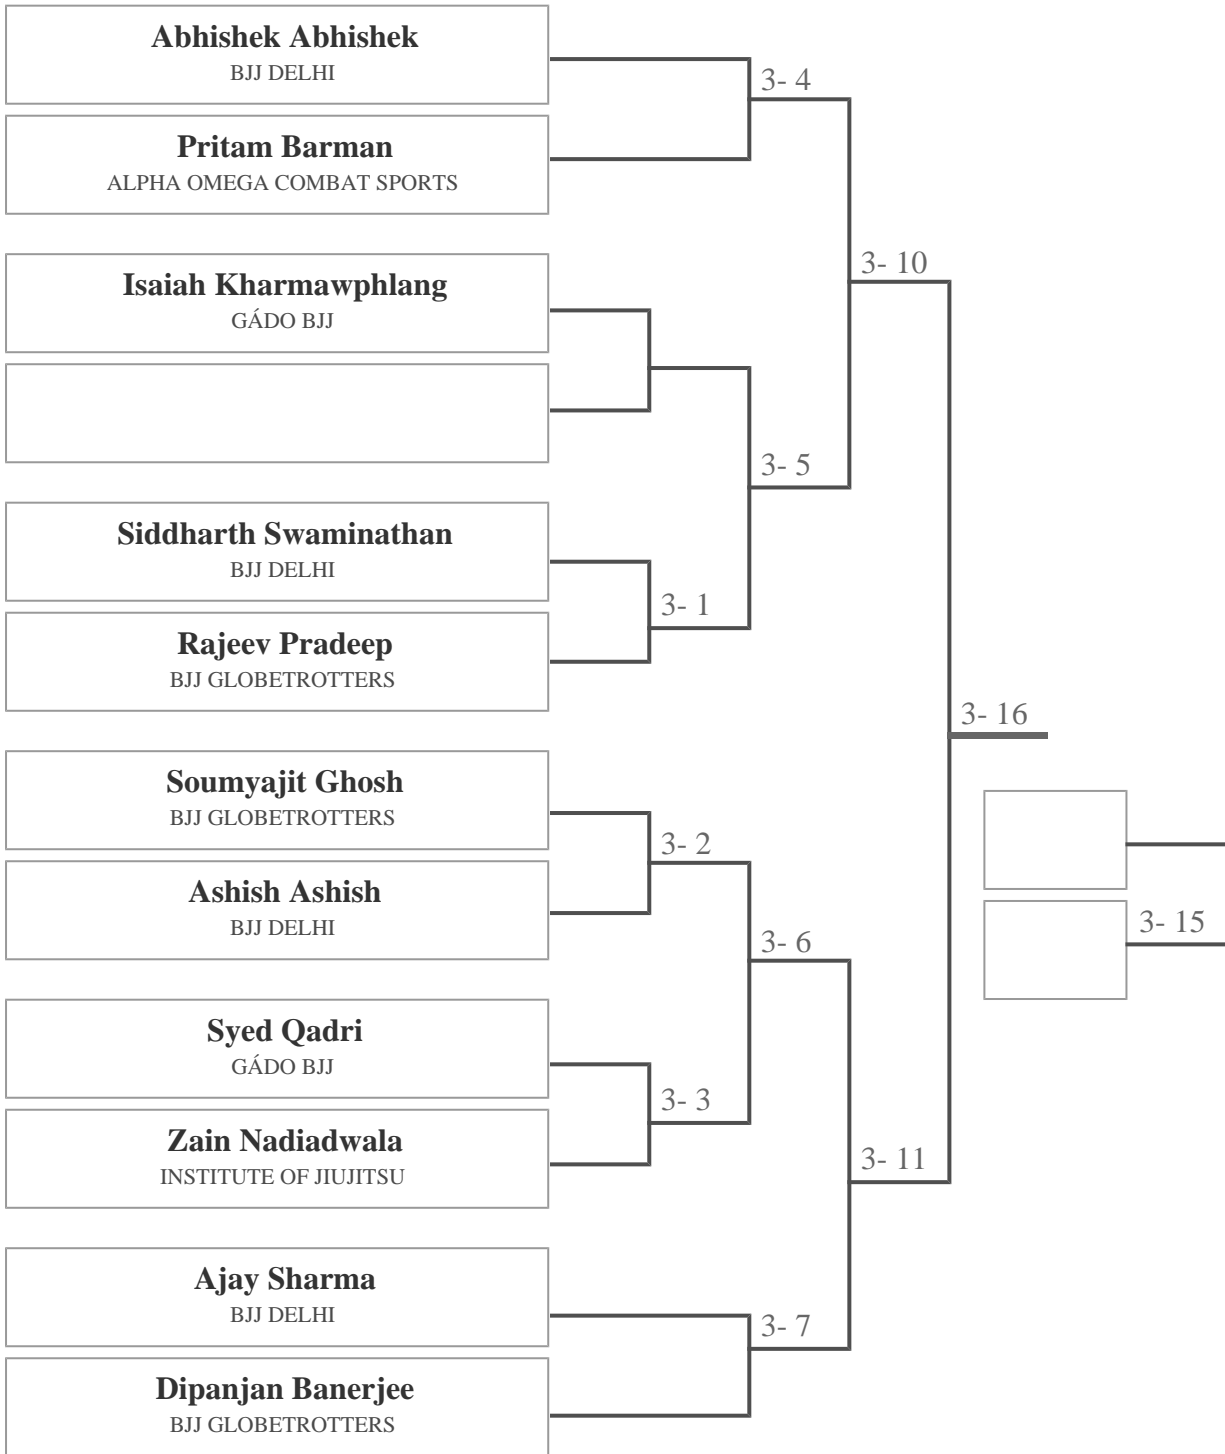 Abhishek Abhishek
BJJ DELHI
3- 4
Pritam Barman
ALPHA OMEGA COMBAT SPORTS
Isaiah Kharmawphlang
GÁDO BJJ
3- 10
3- 5
Siddharth Swaminathan
BJJ DELHI
3- 1
Rajeev Pradeep
BJJ GLOBETROTTERS
3- 16
Soumyajit Ghosh
BJJ GLOBETROTTERS
3- 2
Ashish Ashish
BJJ DELHI
3- 6
3- 15
Syed Qadri
GÁDO BJJ
3- 3
Zain Nadiadwala
INSTITUTE OF JIUJITSU
3- 11
Ajay Sharma
BJJ DELHI
3- 7
Dipanjan Banerjee
BJJ GLOBETROTTERS